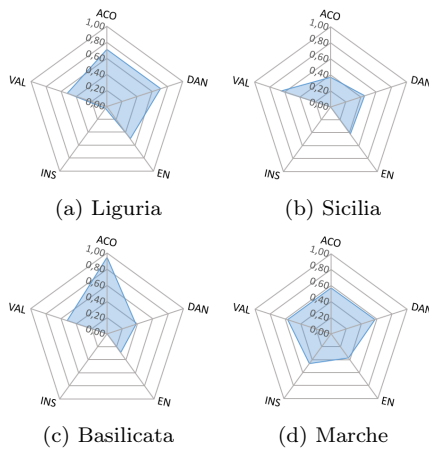 ACO
1,00
0,80
0,60
0,40
0,20
0,00
VAL
DAN
INS
EN
(a) Liguria
ACO
1,00
0,80
0,60
0,40
0,20
0,00
VAL
DAN
INS
EN
(b) Sicilia
ACO
1,00
0,80
0,60
0,40
0,20
0,00
VAL
DAN
INS
EN
(c) Basilicata
ACO
1,00
0,80
0,60
0,40
0,20
0,00
VAL
DAN
INS
EN
(d) Marche